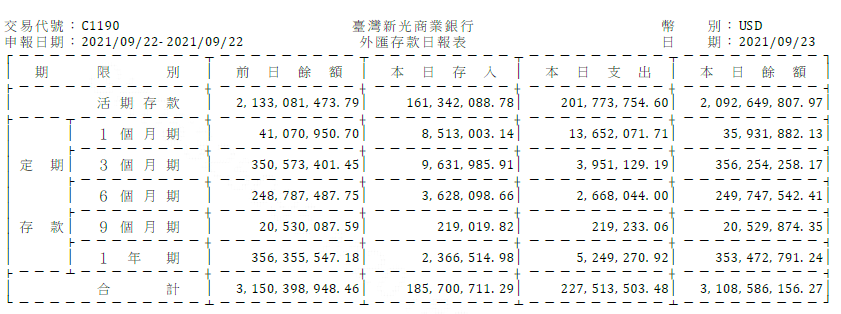 交易代號：C1190 臺灣新光商業銀行 幣 別：USD
申報日期：2021/09/22-2021/09/22 外匯存款日報表 日 期：2021/09/23
期 限 別 前 日 餘 額 本 日 存 入 本 日 支 出 本 日 餘 額
活 期 存 款 2,133,081,473.79 161,342,088.78 201,773,754.60 2,092,649,807.97
1 個 月 期 41,070,950.70 8,513,003.14 13,652,071.71 35,931,882.13
定 期 3 個 月 期 350,573,401.45 9,631,985.91 3,951,129.19 356,254,258.17
6 個 月 期 248,787,487.75 3,628,098.66 2,668,044.00 249,747,542.41
存 款 9 個 月 期 20,530,087.59 219,019.82 219,233.06 20,529,874.35
1 年 期 356,355,547.18 2,366,514.98 5,249,270.92 353,472,791.24
合 計 3,150,398,948.46 185,700,711.29 227,513,503.48 3,108,586,156.27